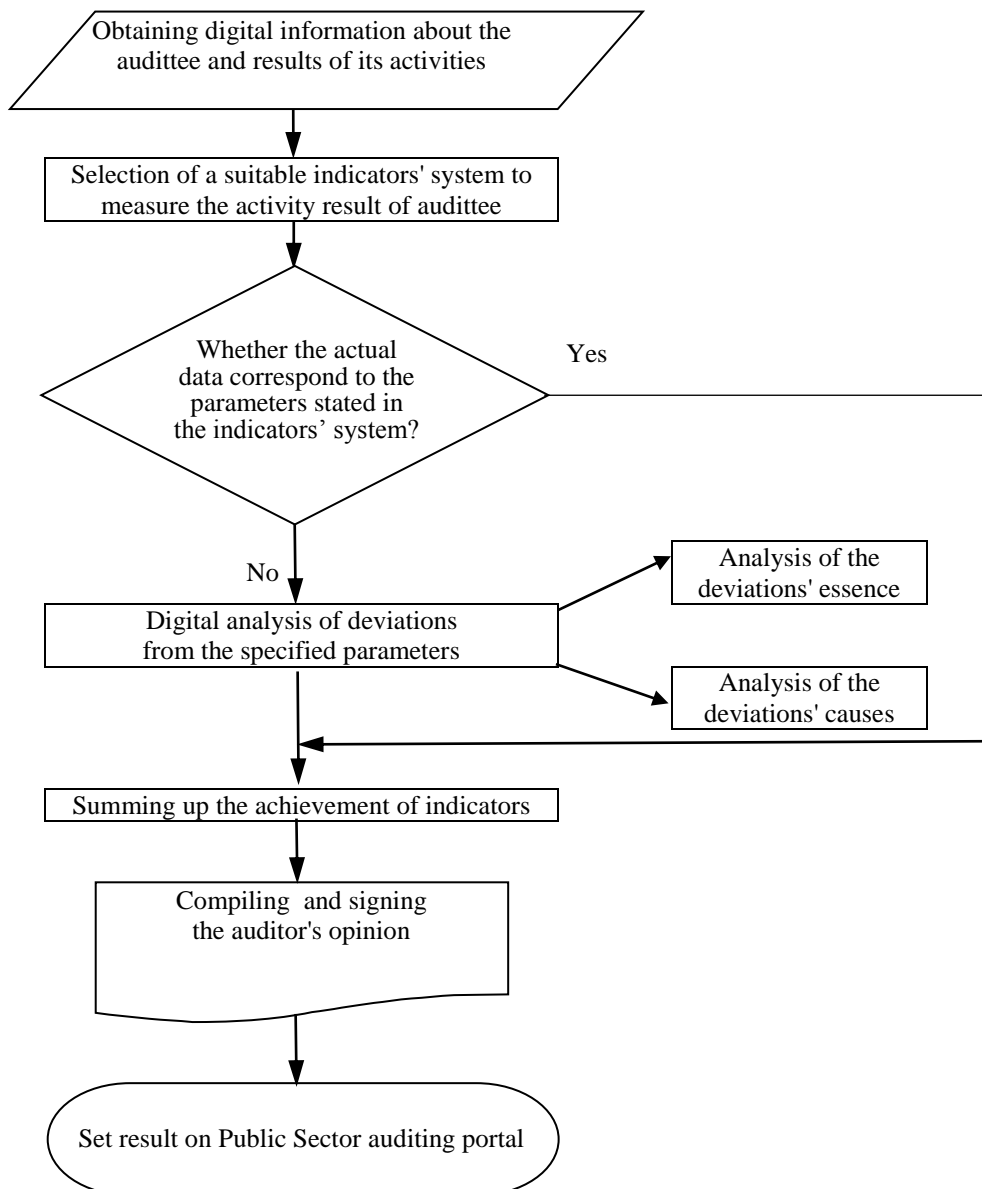 Obtaining digital information about the
audittee and results of its activities
Selection of a suitable indicators' system to
measure the activity result of audittee
Whether the actual
data correspond to the
parameters stated in
the indicators’ system?
Yes
No
Digital analysis of deviations
from the specified parameters
Analysis of the
deviations' essence
Analysis of the
deviations' causes
Summing up the achievement of indicators
Compiling and signing
the auditor's opinion
Set result on Public Sector auditing portal